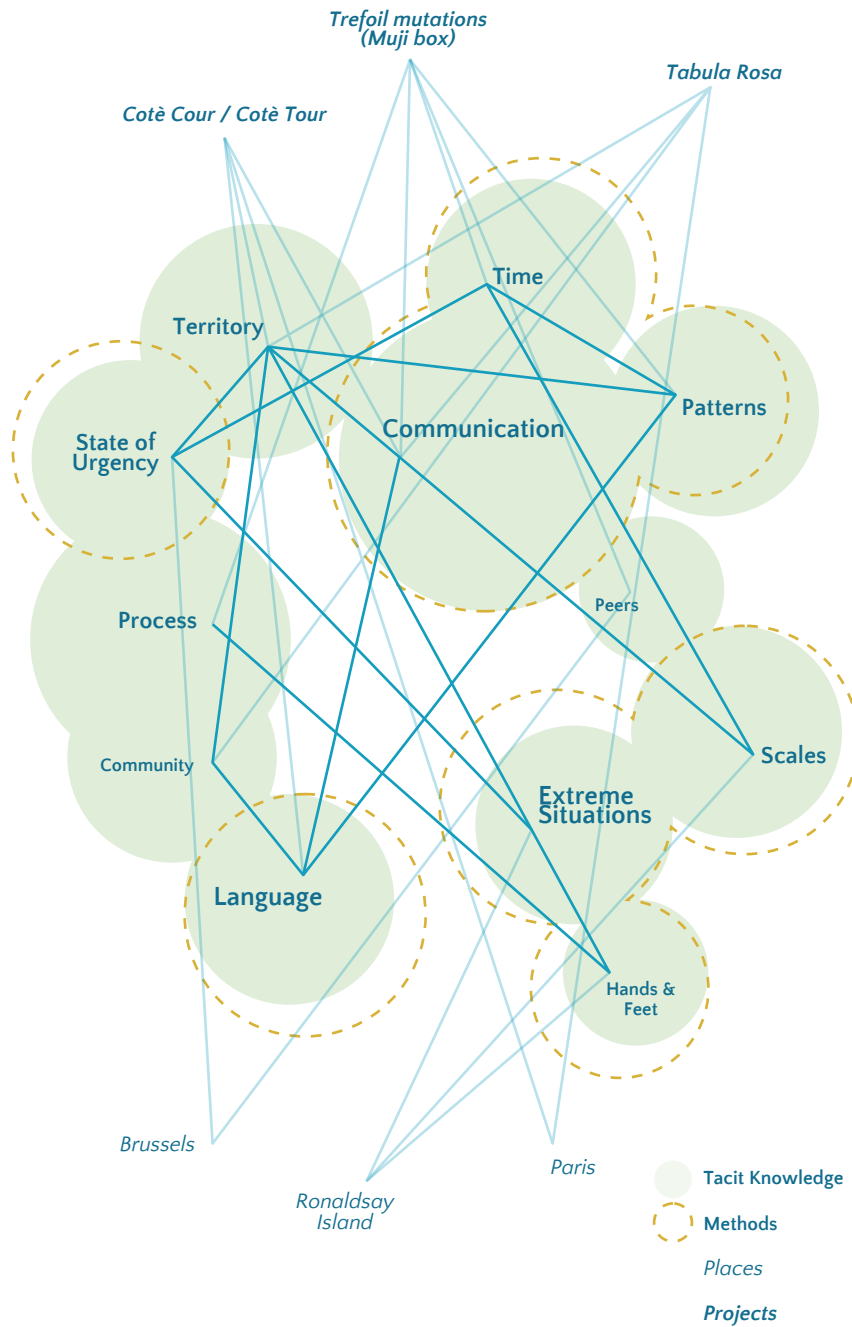 Trefoil mutations
(Muji box)
Tabula Rosa
Cotè Cour / Cotè Tour
Time
Territory
Patterns
Communication
State of
Urgency
Peers
Process
Scales
Community
Extreme
Situations
Language
Hands &
Feet
Brussels
Paris
Ronaldsay
Island
Tacit Knowledge
Methods
Places
Projects